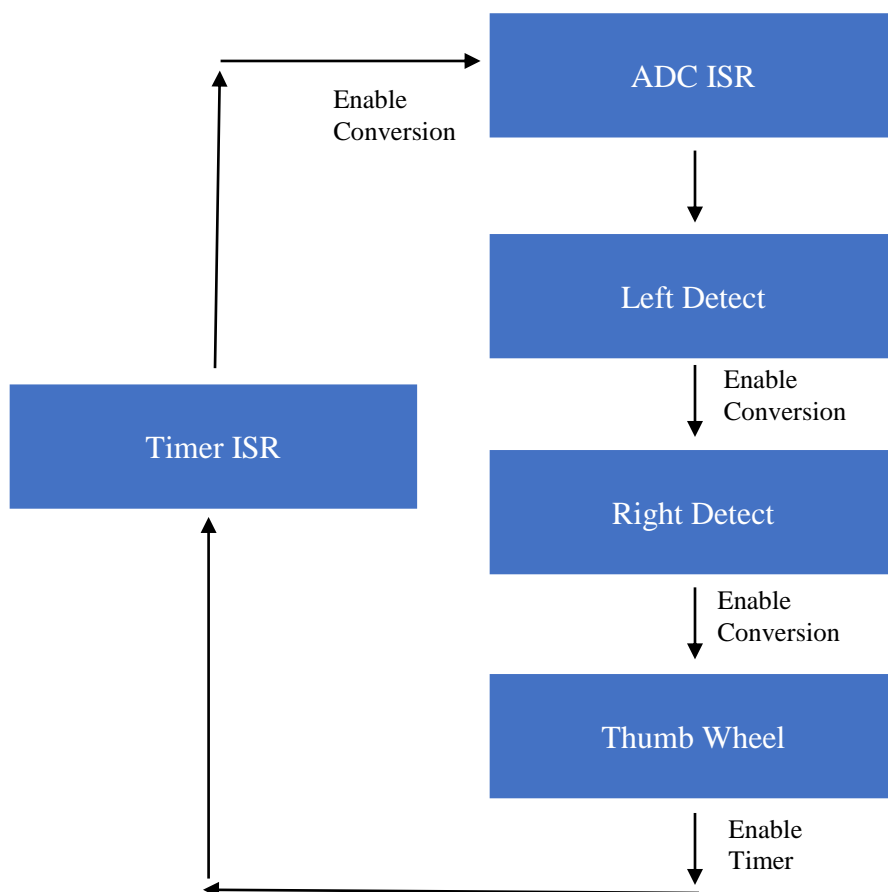 ADC ISR
Enable
Conversion
Left Detect
Enable
Conversion
Timer ISR
Right Detect
Enable
Conversion
Thumb Wheel
Enable
Timer